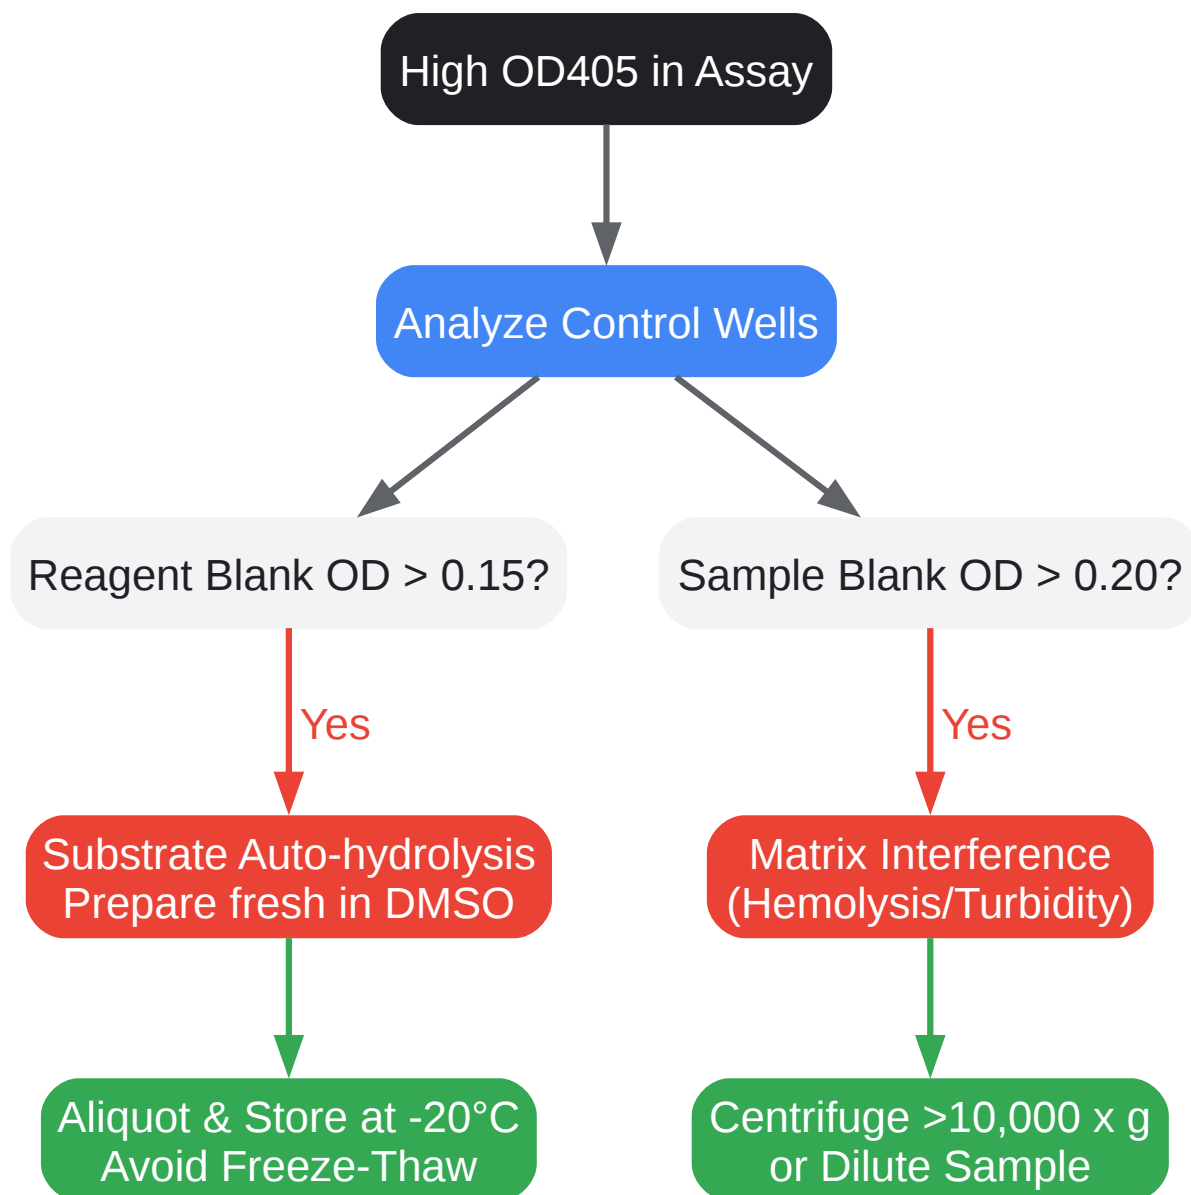 High OD405 in Assay
Analyze Control Wells
Reagent Blank OD > 0.15?
Sample Blank OD > 0.20?
Yes
Yes
Substrate Auto-hydrolysis
Prepare fresh in DMSO
Matrix Interference
(Hemolysis/Turbidity)
Aliquot & Store at -20°C
Avoid Freeze-Thaw
Centrifuge >10,000 x g
or Dilute Sample